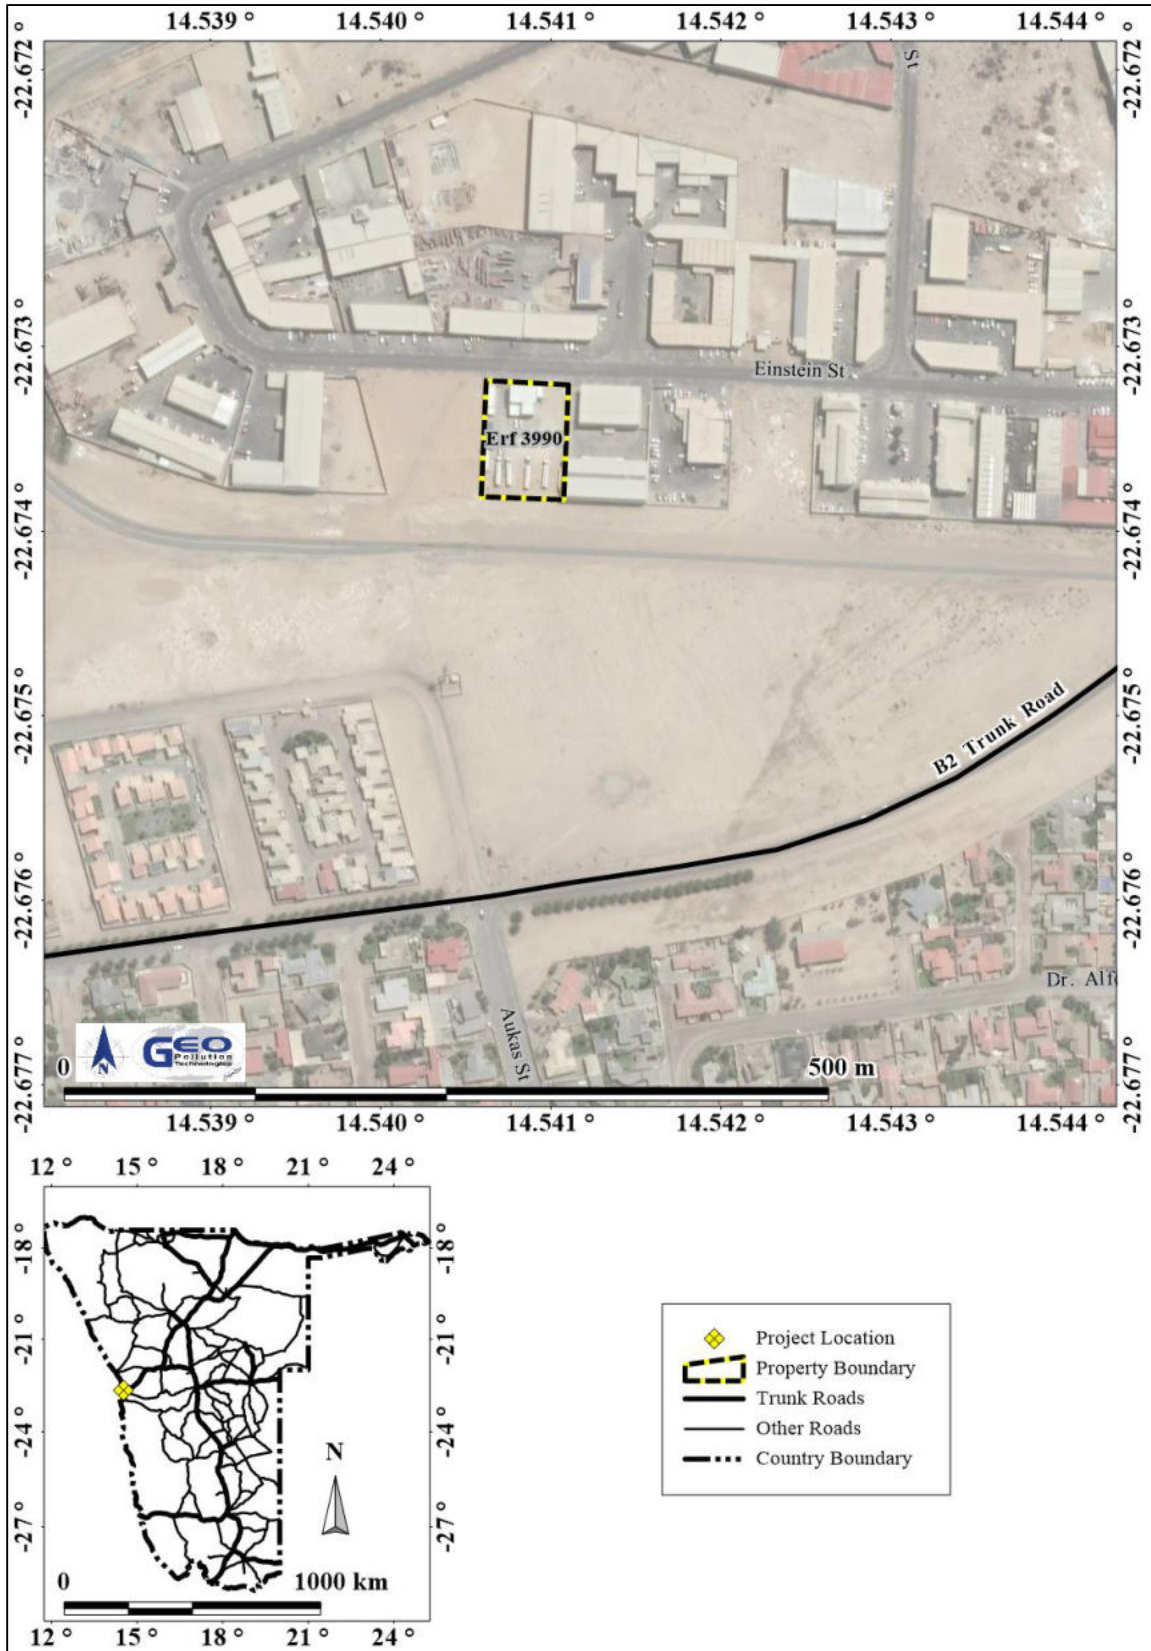 14.539 ° 14.540 ° 14.541 ° 14.542 ° 14.543 ° 14.544 °
-22.672 ° -22.672 °
St
-22.673 ° -22.673 °
Einstein St
Erf 3990
-22.674 ° -22.674 °
-22.675 ° -22.675 °
B2 Trunk Road
-22.676 ° -22.676 °
Dr. Alfo
Aukas St
N
GEO
Pollution
Technologies
-22.677 ° -22.677 °
0 500 m
14.539 ° 14.540 ° 14.541 ° 14.542 ° 14.543 ° 14.544 °
12 ° 15 ° 18 ° 21 ° 24 °
-18 ° -18 °
-21 ° -21 °
-24 ° -24 °
-27 ° -27 °
N
0 1000 km
12 ° 15 ° 18 ° 21 ° 24 °
Project Location
Property Boundary
Trunk Roads
Other Roads
Country Boundary